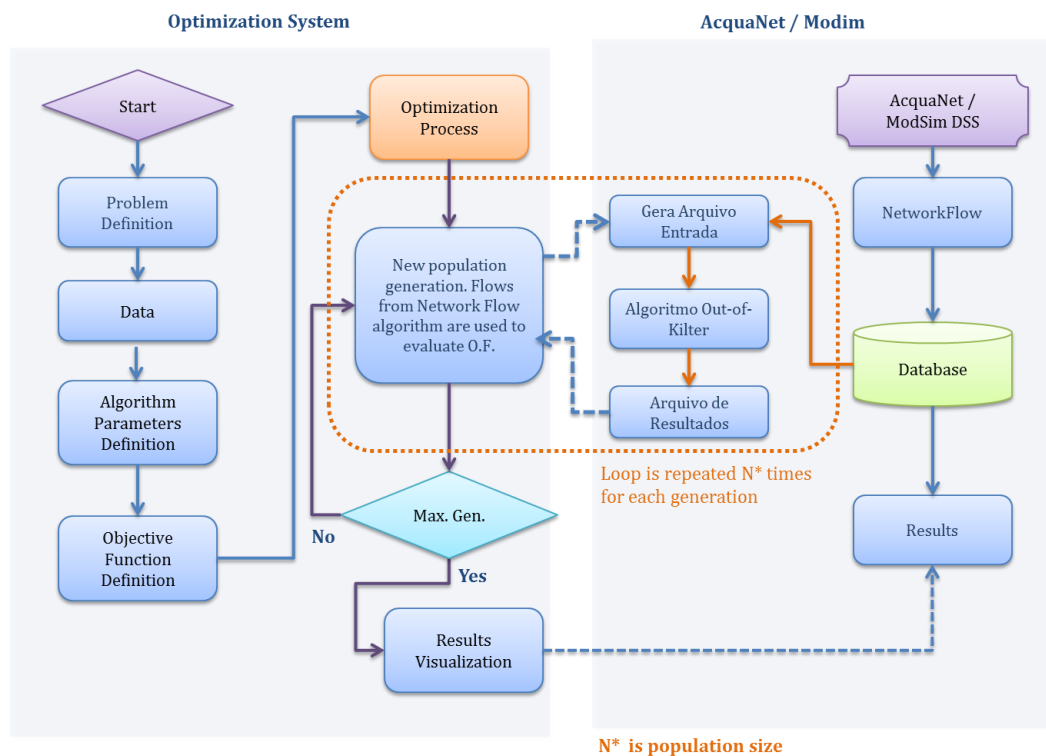 Optimization System
AcquaNet / Modim
Start
Problem
Definition
Data
Algorithm
Parameters
Definition
Objective
Function
Definition
Optimization
Process
New population
generation. Flows
from Network Flow
algorithm are used to
evaluate O.F.
Max. Gen.
No
Yes
Results
Visualization
Gera Arquivo
Entrada
Algoritmo Out-of-
Kilter
Arquivo de
Resultados
Loop is repeated N* times
for each generation
AcquaNet /
ModSim DSS
NetworkFlow
Database
Results
N* is population size